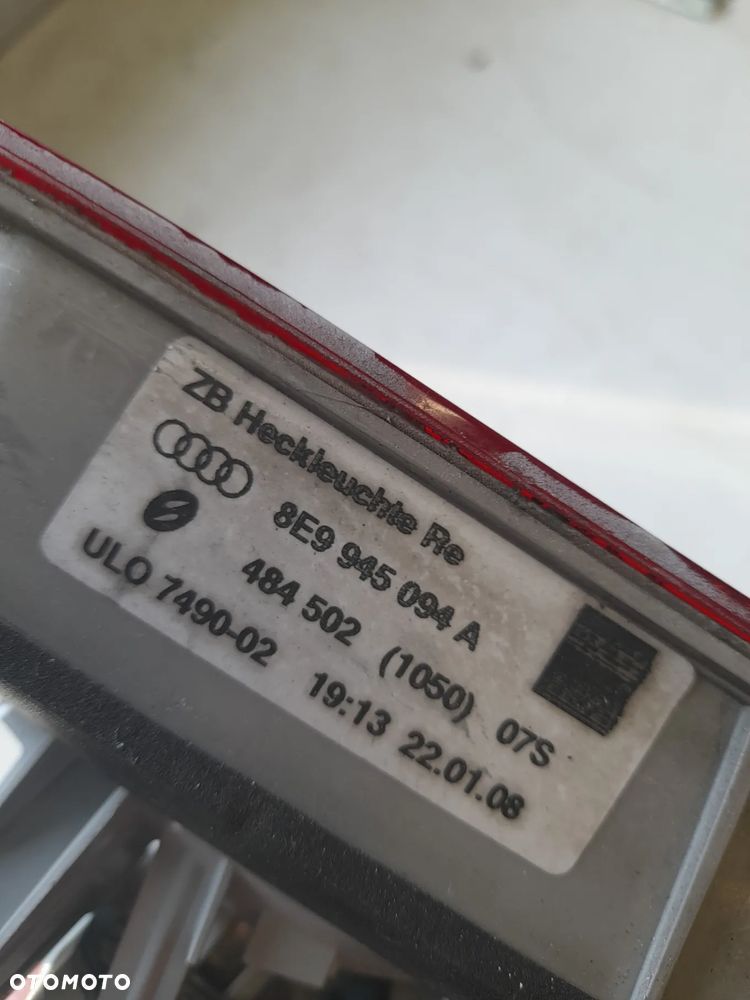 ZB Heckleuchte Re
8E9 945 094 A
484 502 (1050) 07S
ULO 7490-02 19:13 22.01.08
OTOMOTO